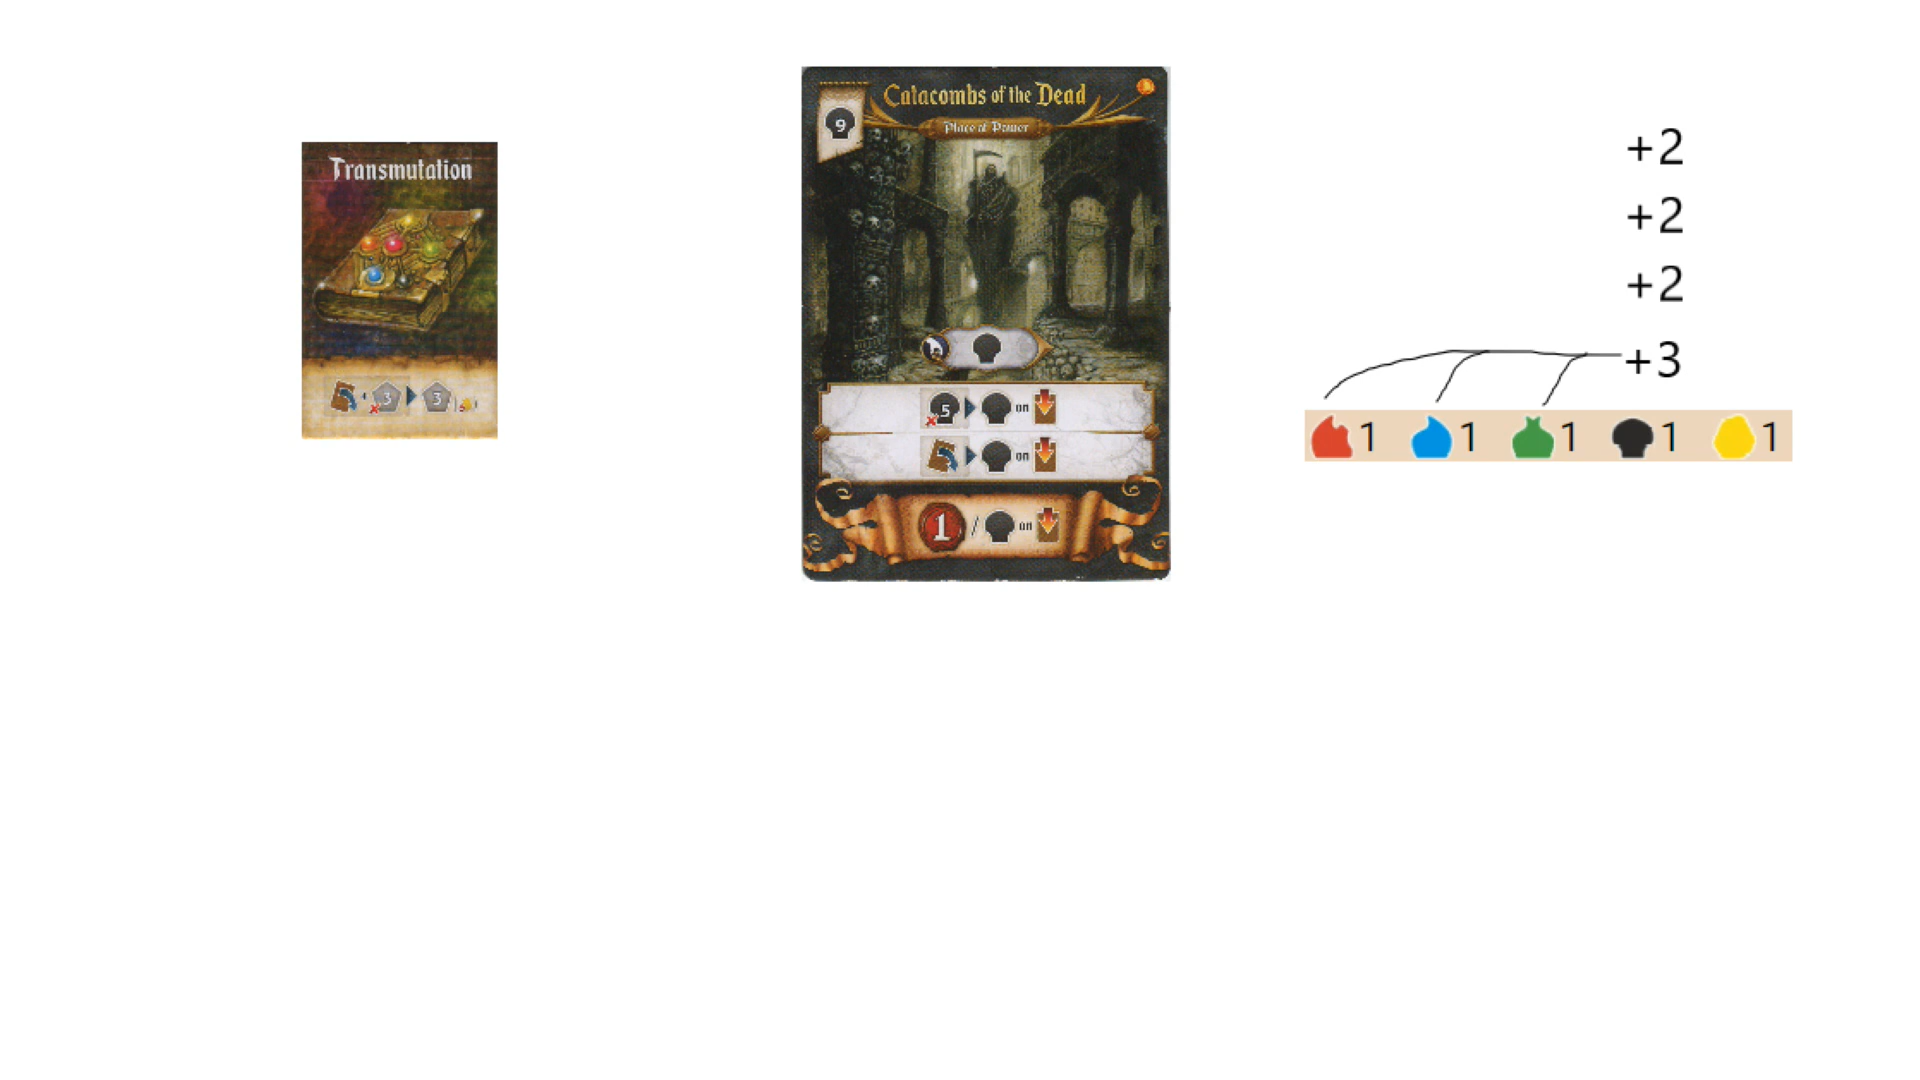 Transmutation
3 3
Catacombs of the Dead
Place of Power
9
5 on
on
1 / on
+2
+2
+2
+3
1 1 1 1 1